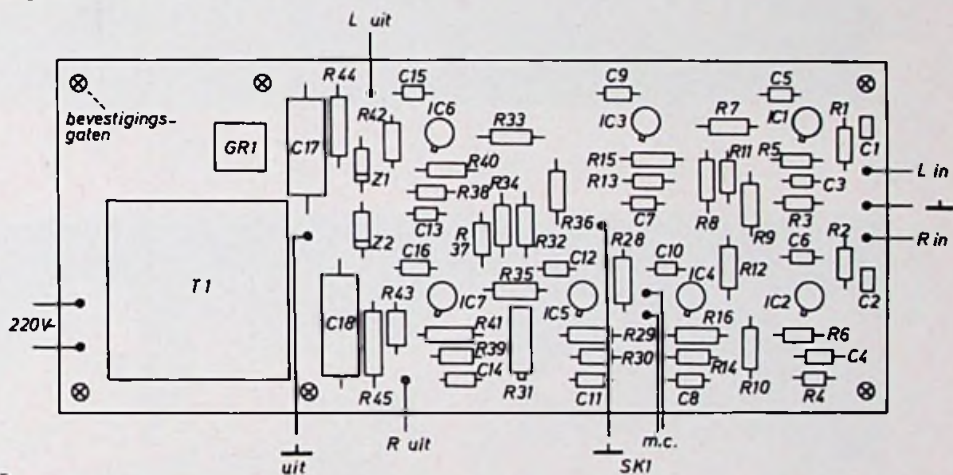 L uit
R44
C15
C9
C5
bevestigings-
gaten
R42
IC6
R33
IC3
R7
IC1
R1
C1
GR1
C17
Z1
R40
R38
R34
R15
R13
R11
R5
C3
L in
C13
R36
C7
R8
R9
R3
R
37
R32
R28
R2
R in
Z2
C16
C12
C10
R12
C6
T1
R35
IC4
C2
220V~
C18
R43
IC7
IC5
IC2
R41
R29
R16
R6
R39
R30
R14
C4
R45
C14
R31
C11
C8
R10
R4
uit
R uit
SK1
m.c.